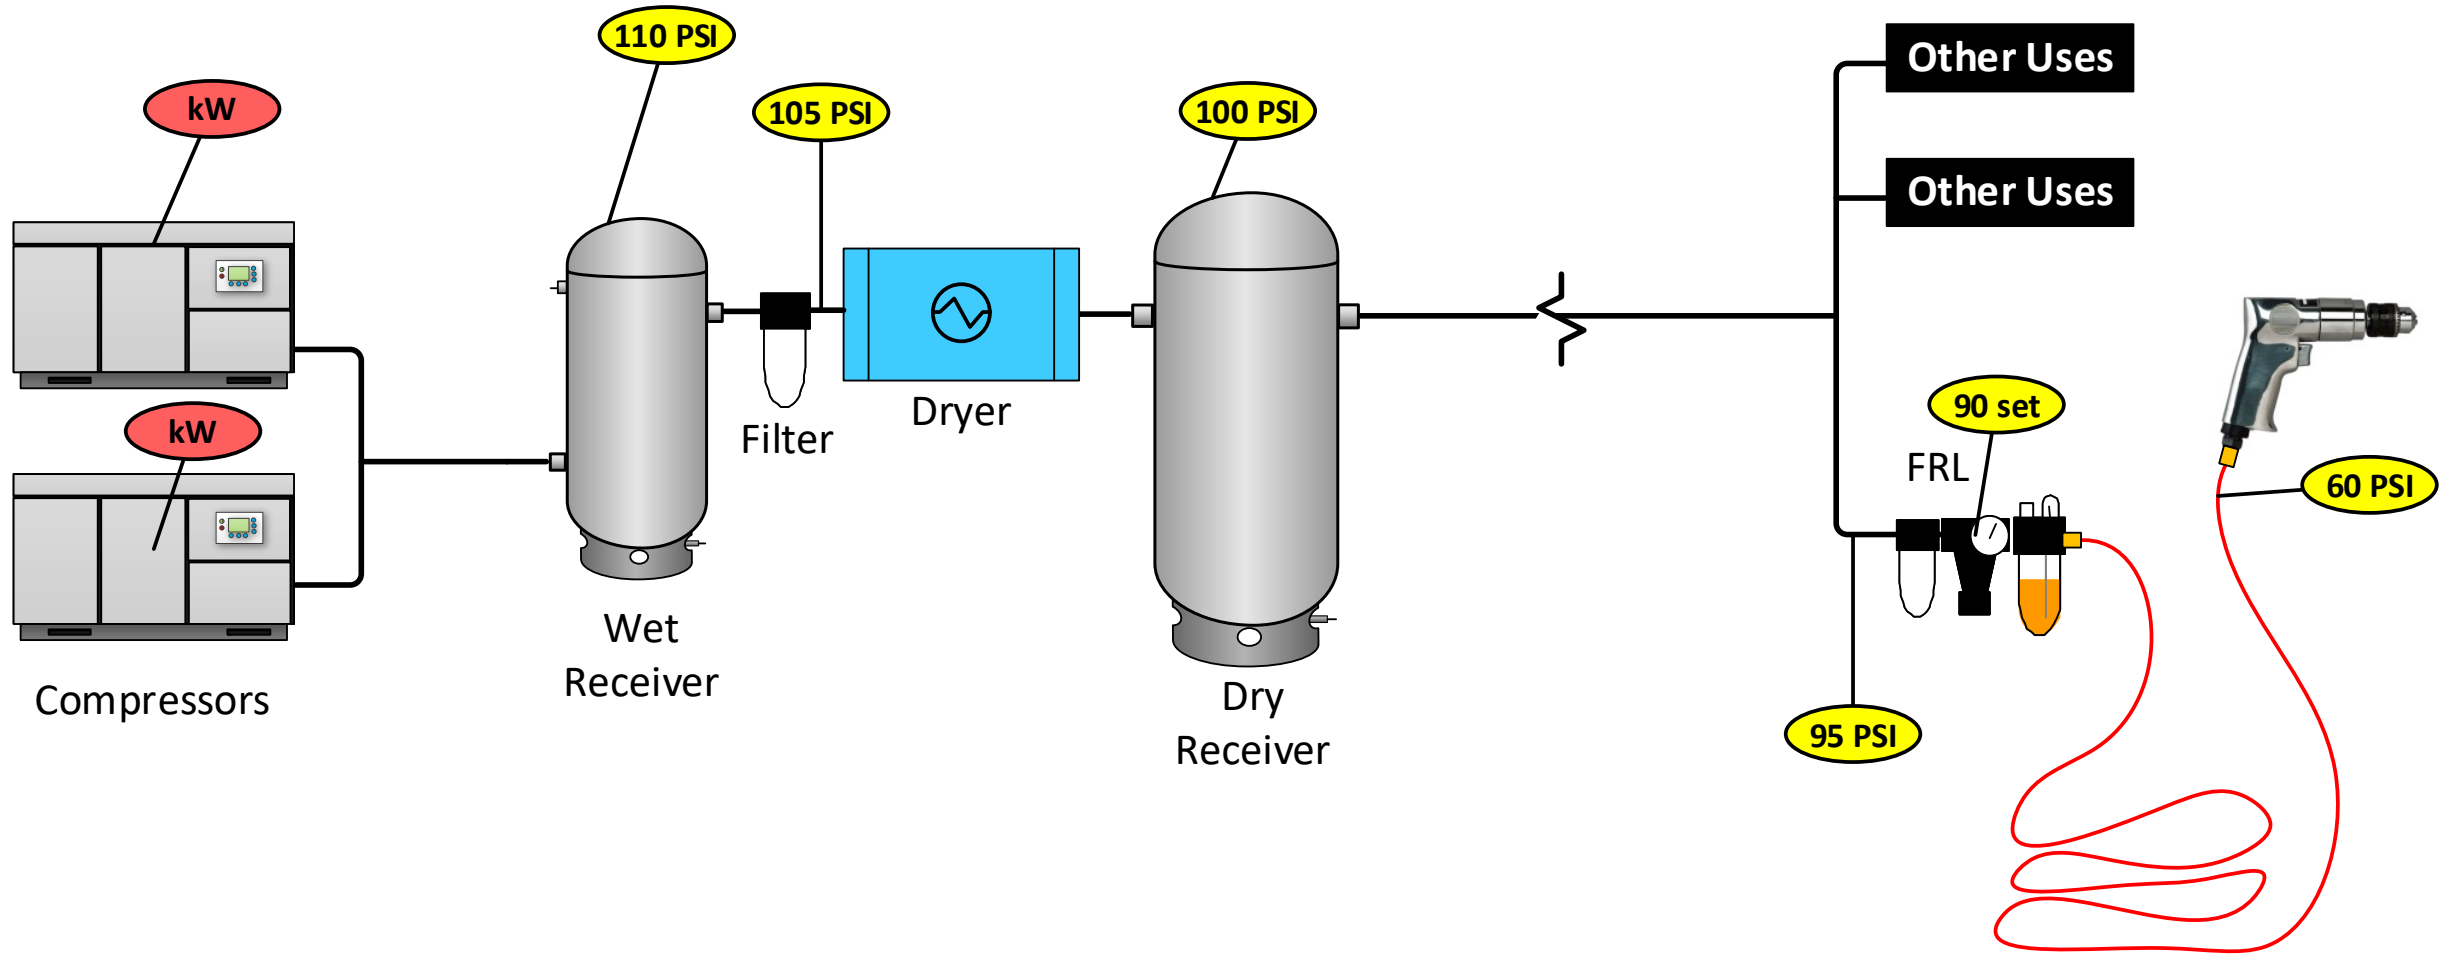 110 PSI
kW
105 PSI
100 PSI
Other Uses
Other Uses
kW
Filter
Dryer
90 set
FRL
60 PSI
Wet
Receiver
Compressors
Dry
Receiver
95 PSI